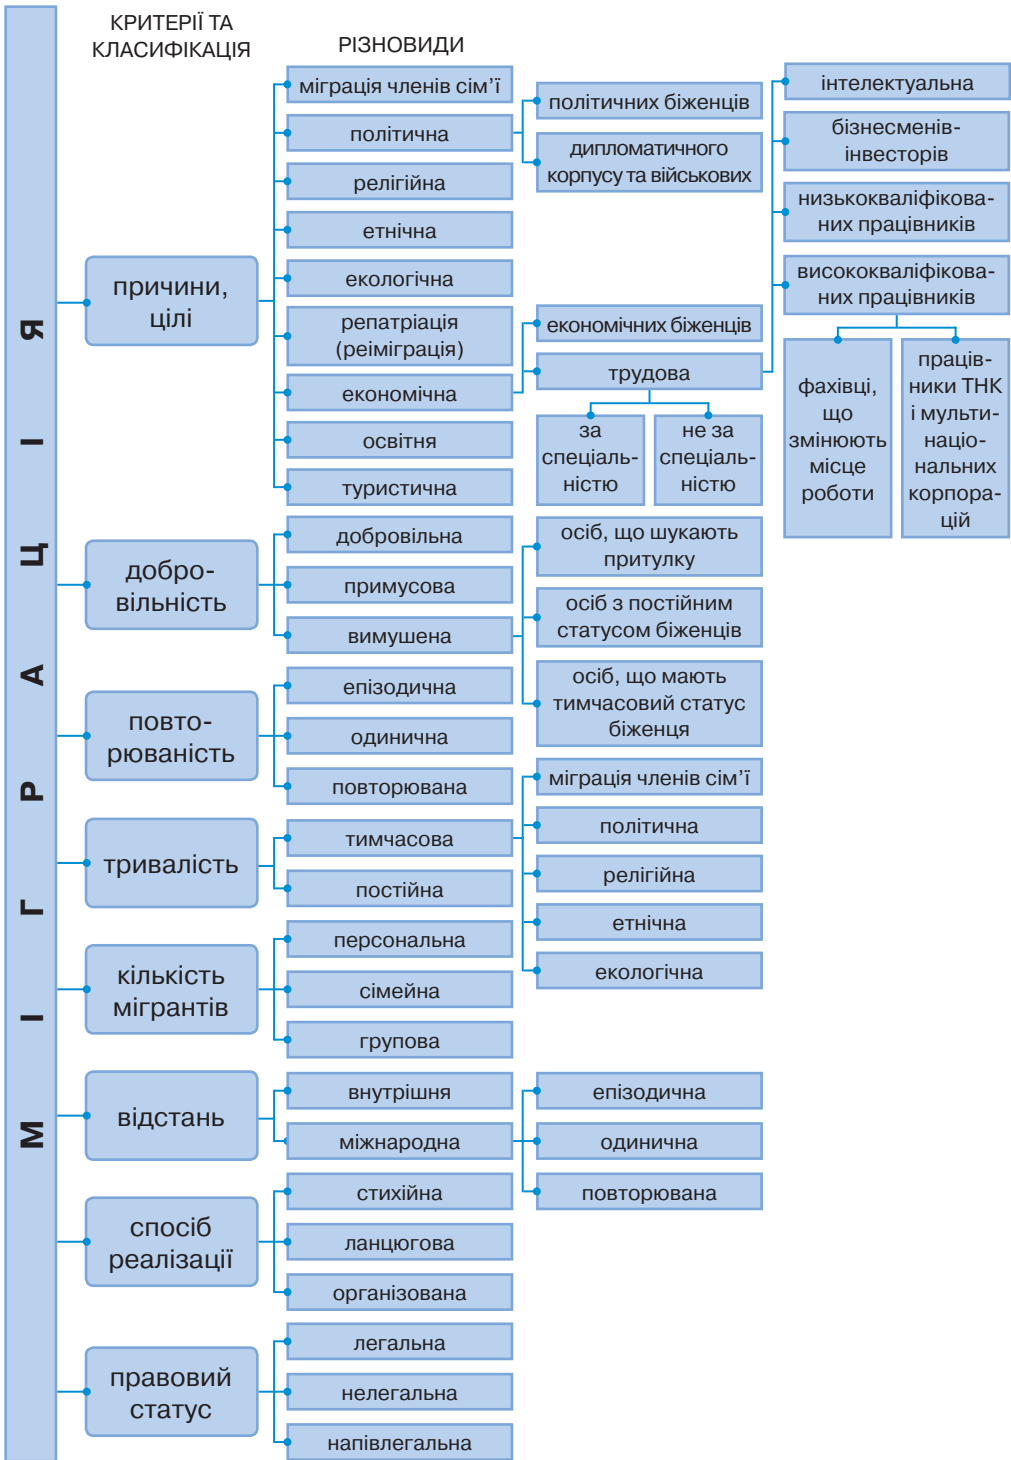 МІГРАЦІЯ
КРИТЕРІЇ ТА
КЛАСИФІКАЦІЯ
РІЗНОВИДИ
причини,
цілі
міграція членів сім’ї
політична
політичних біженців
дипломатичного
корпусу та військових
релігійна
етнічна
екологічна
репатріація
(реіміграція)
економічна
економічних біженців
трудова
за
спеціаль-
ністю
не за
спеціаль-
ністю
інтелектуальна
бізнесменів-
інвесторів
низькокваліфікова-
них працівників
висококваліфікова-
них працівників
фахівці,
що
змінюють
місце
роботи
праців-
ники ТНК
і мульти-
націо-
нальних
корпора-
цій
освітня
туристична
добро-
вільність
добровільна
примусова
вимушена
осіб, що шукають
притулку
осіб з постійним
статусом біженців
осіб, що мають
тимчасовий статус
біженця
повто-
рюваність
епізодична
одинична
повторювана
тривалість
тимчасова
міграція членів сім’ї
політична
релігійна
етнічна
екологічна
постійна
кількість
мігрантів
персональна
сімейна
групова
відстань
внутрішня
міжнародна
епізодична
одинична
повторювана
спосіб
реалізації
стихійна
ланцюгова
організована
правовий
статус
легальна
нелегальна
напівлегальна